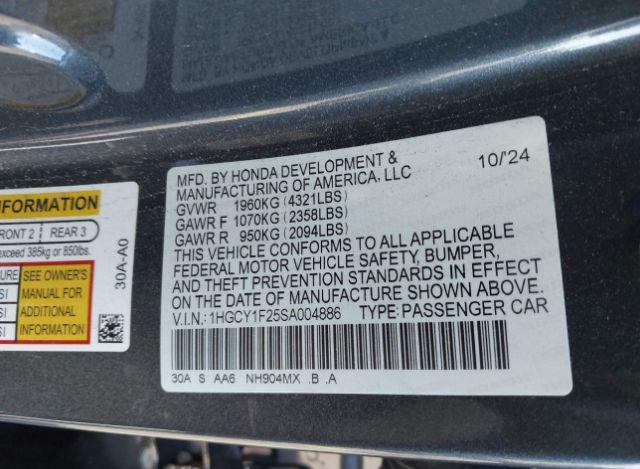 MFD. BY HONDA DEVELOPMENT &
MANUFACTURING OF AMERICA, LLC
10/'24
GVWR 1960KG (4321LBS)
GAWR F 1070KG (2358LBS)
GAWR R 950KG (2094LBS)
THIS VEHICLE CONFORMS TO ALL APPLICABLE
FEDERAL MOTOR VEHICLE SAFETY, BUMPER,
AND THEFT PREVENTION STANDARDS IN EFFECT
ON THE DATE OF MANUFACTURE SHOWN ABOVE.
V.I.N.: 1HGCY1F25SA004886 TYPE: PASSENGER CAR
30A S AA6 NH904MX .B .A
FORMATION
FRONT 2 REAR 3
exceed 385kg or 850lbs.
SEE OWNER'S
MANUAL FOR
ADDITIONAL
INFORMATION
30A-A0